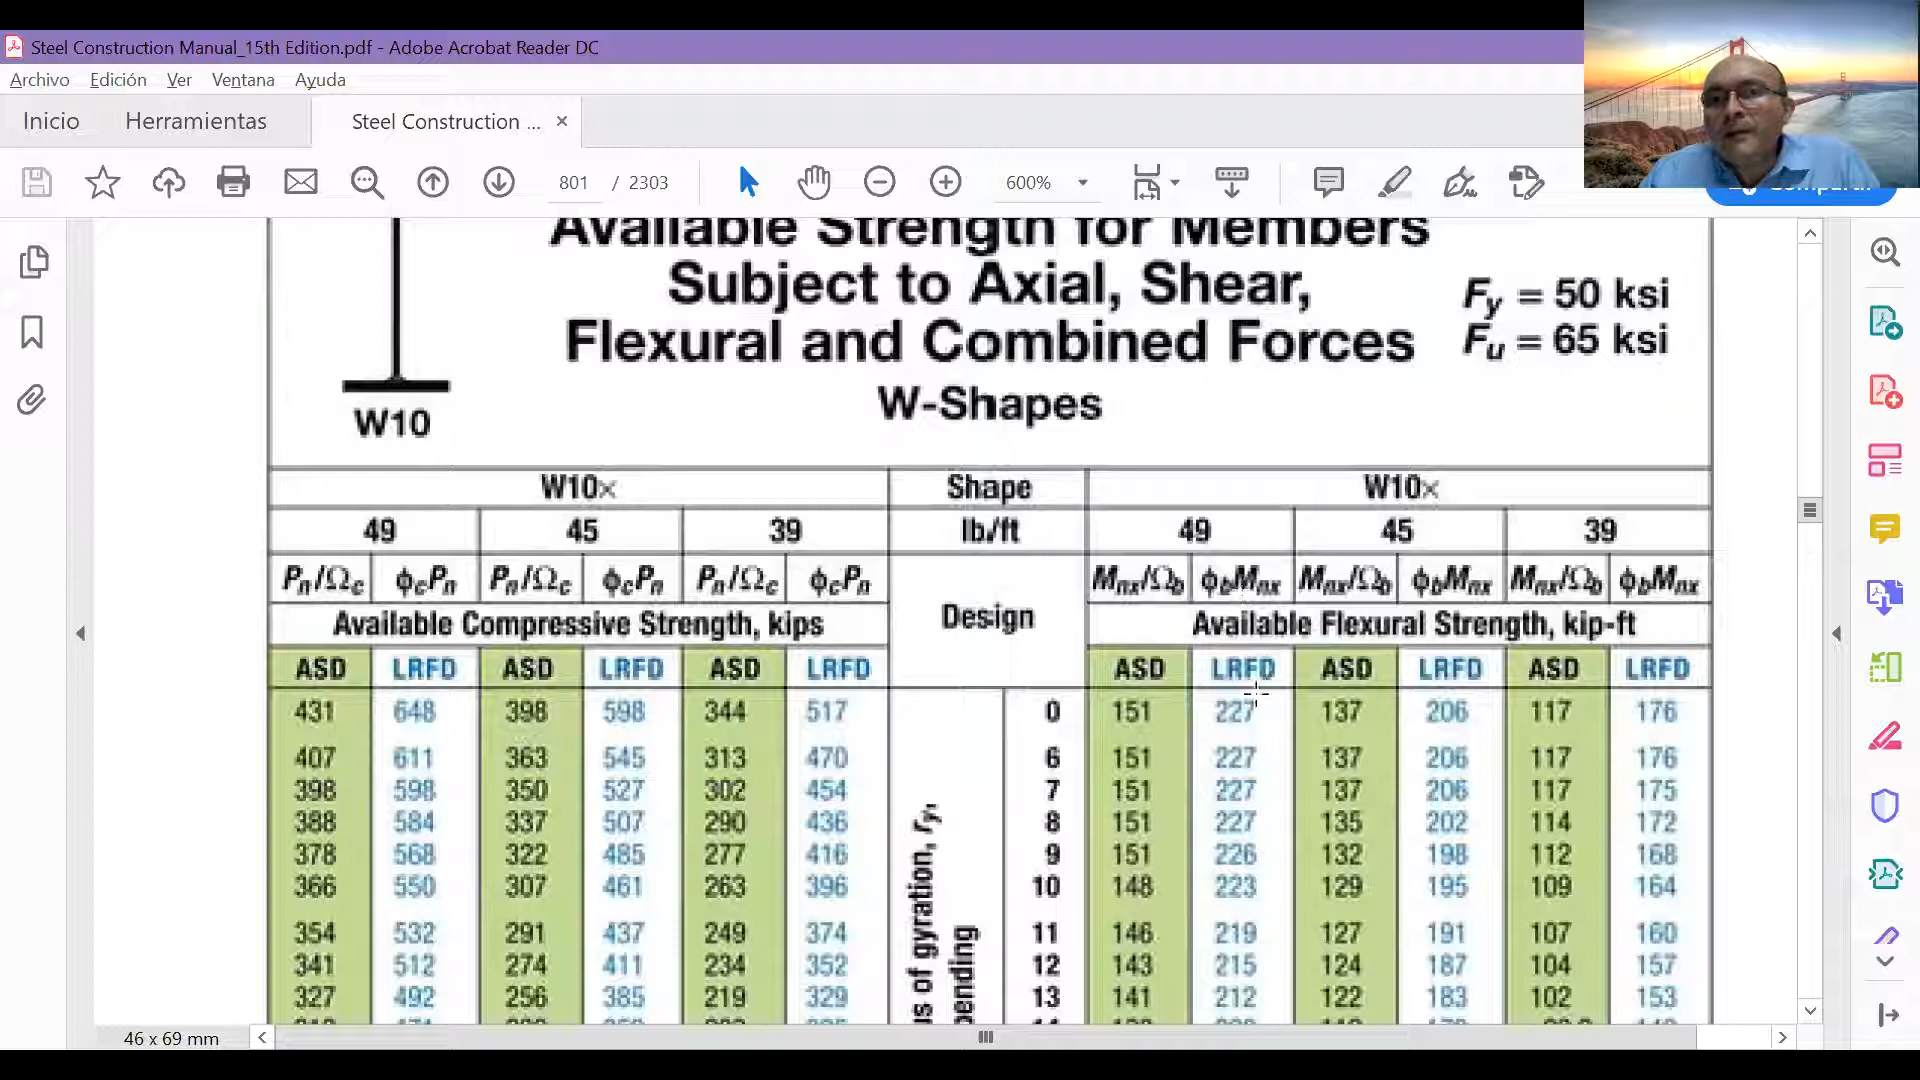 Steel Construction Manual_15th Edition.pdf - Adobe Acrobat Reader DC
Archivo Edición Ver Ventana Ayuda
Inicio Herramientas Steel Construction ... ×
801 / 2303 600%
Available Strength for Members
Subject to Axial, Shear,
Flexural and Combined Forces
W-Shapes
Fy = 50 ksi
Fu = 65 ksi
W10
W10× Shape W10×
49 45 39 lb/ft 49 45 39
Pn/Ωc ϕcPn Pn/Ωc ϕcPn Pn/Ωc ϕcPn Mnx/Ωb ϕbMnx Mnx/Ωb ϕbMnx Mnx/Ωb ϕbMnx
Available Compressive Strength, kips Design Available Flexural Strength, kip-ft
ASD LRFD ASD LRFD ASD LRFD ASD LRFD ASD LRFD ASD LRFD
431 648 398 598 344 517 0 151 227 137 206 117 176
407 611 363 545 313 470 6 151 227 137 206 117 176
398 598 350 527 302 454 7 151 227 137 206 117 175
388 584 337 507 290 436 8 151 227 135 202 114 172
378 568 322 485 277 416 9 151 226 132 198 112 168
366 550 307 461 263 396 10 148 223 129 195 109 164
354 532 291 437 249 374 11 146 219 127 191 107 160
341 512 274 411 234 352 12 143 215 124 187 104 157
327 492 256 385 219 329 13 141 212 122 183 102 153
of gyration, ry,
46 x 69 mm